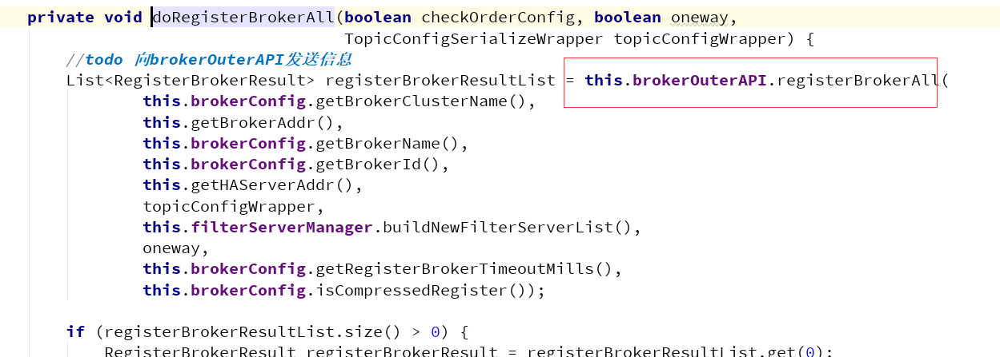 private void doRegisterBrokerAll(boolean checkOrderConfig, boolean oneway,
TopicConfigSerializeWrapper topicConfigWrapper) {
//todo 向brokerOuterAPI发送信息
List<RegisterBrokerResult> registerBrokerResultList = this.brokerOuterAPI.registerBrokerAll(
this.brokerConfig.getBrokerClusterName(),
this.getBrokerAddr(),
this.brokerConfig.getBrokerName(),
this.brokerConfig.getBrokerId(),
this.getHAServerAddr(),
topicConfigWrapper,
this.filterServerManager.buildNewFilterServerList(),
oneway,
this.brokerConfig.getRegisterBrokerTimeoutMills(),
this.brokerConfig.isCompressedRegister());
if (registerBrokerResultList.size() > 0) {
RegisterBrokerResult registerBrokerResult = registerBrokerResultList.get(0);